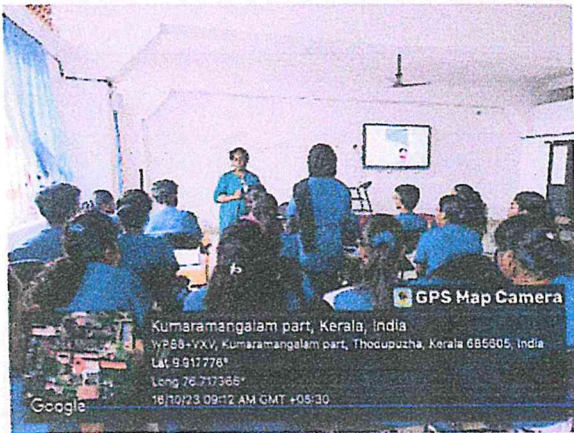 GPS Map Camera
Kumaramangalam part, Kerala, India
WP88+VXV, Kumaramangalam part, Thodupuzha, Kerala 685605, India
Lat 9.917776°
Long 76.717366°
16/10/23 09:12 AM GMT +05:30
Google